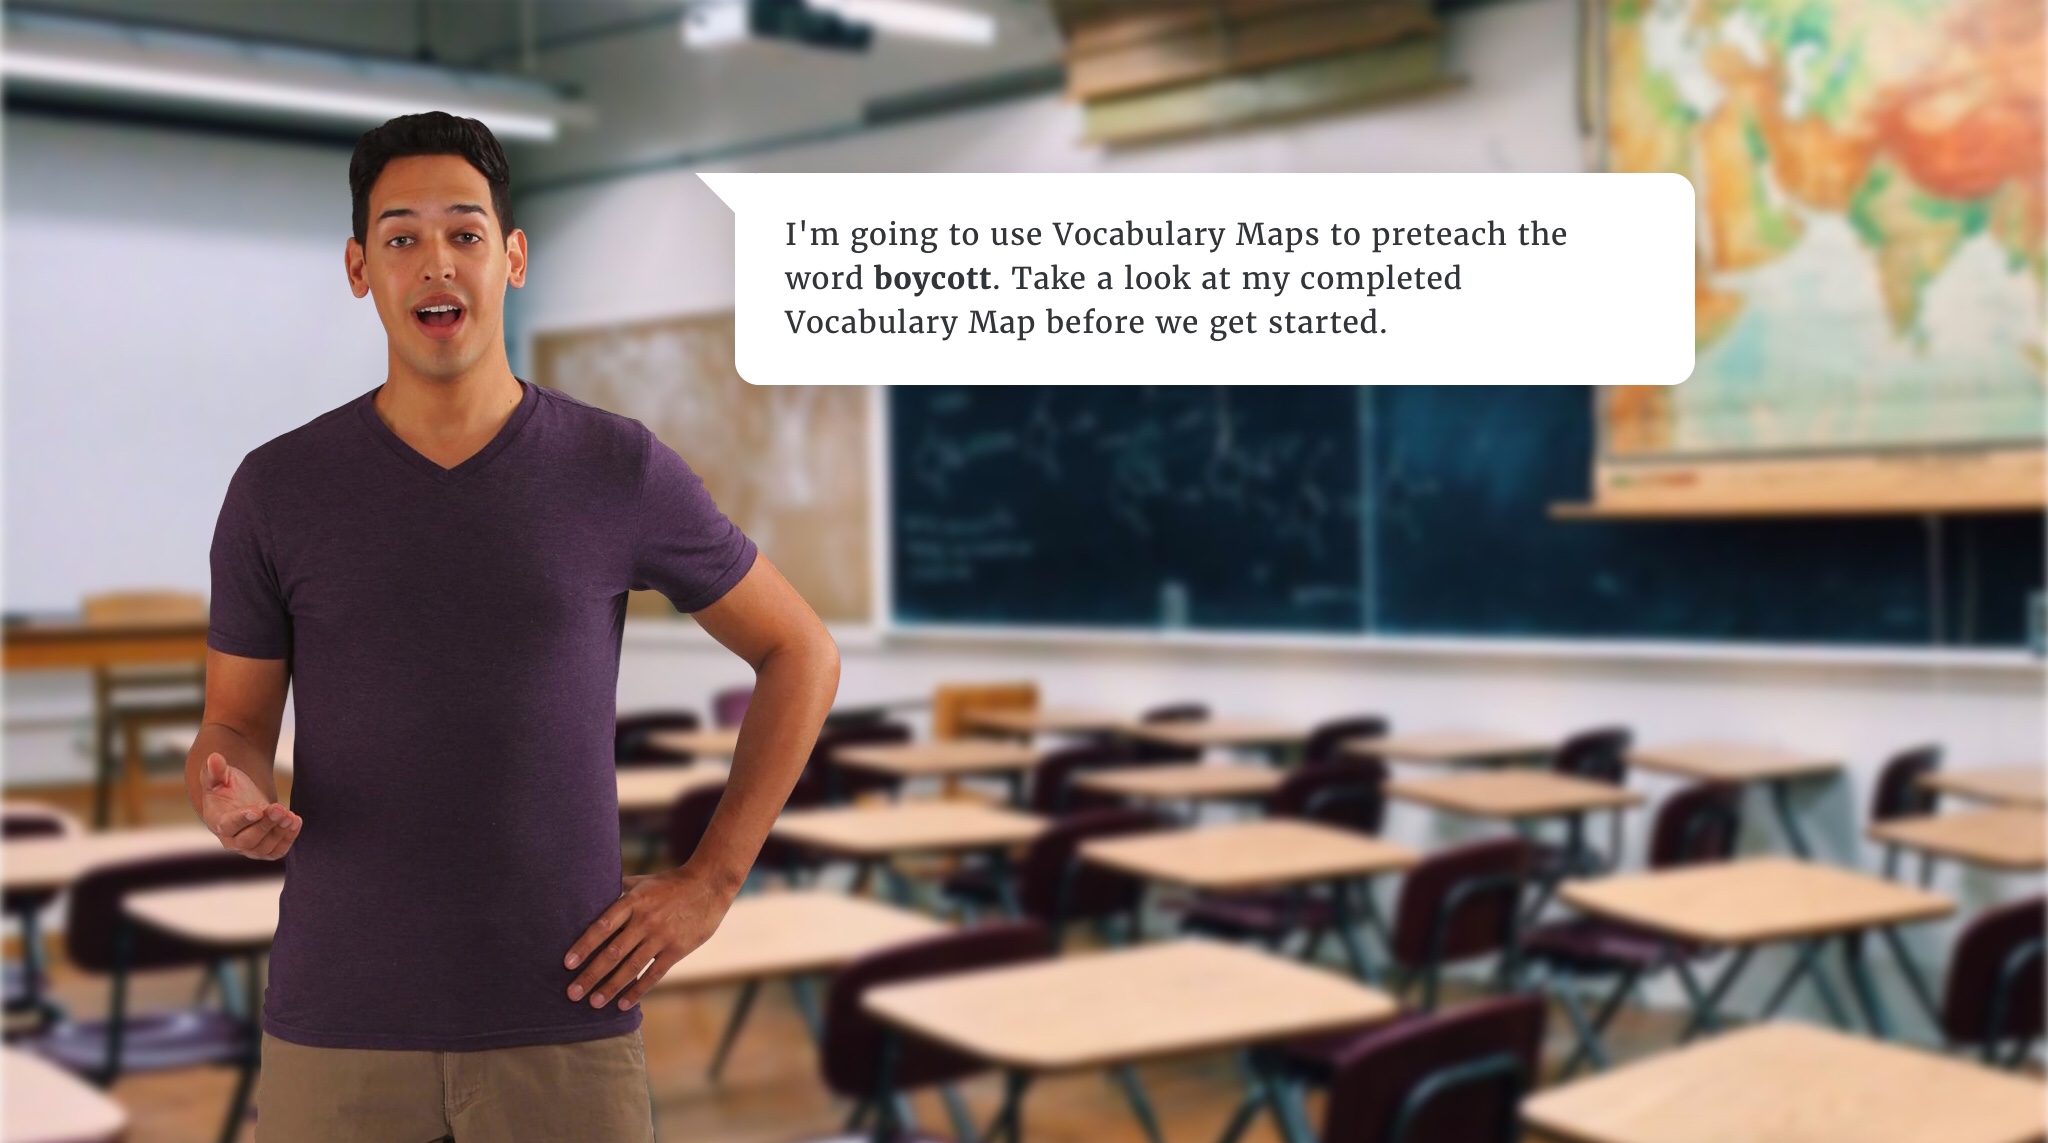 I'm going to use Vocabulary Maps to preteach the
word boycott. Take a look at my completed
Vocabulary Map before we get started.